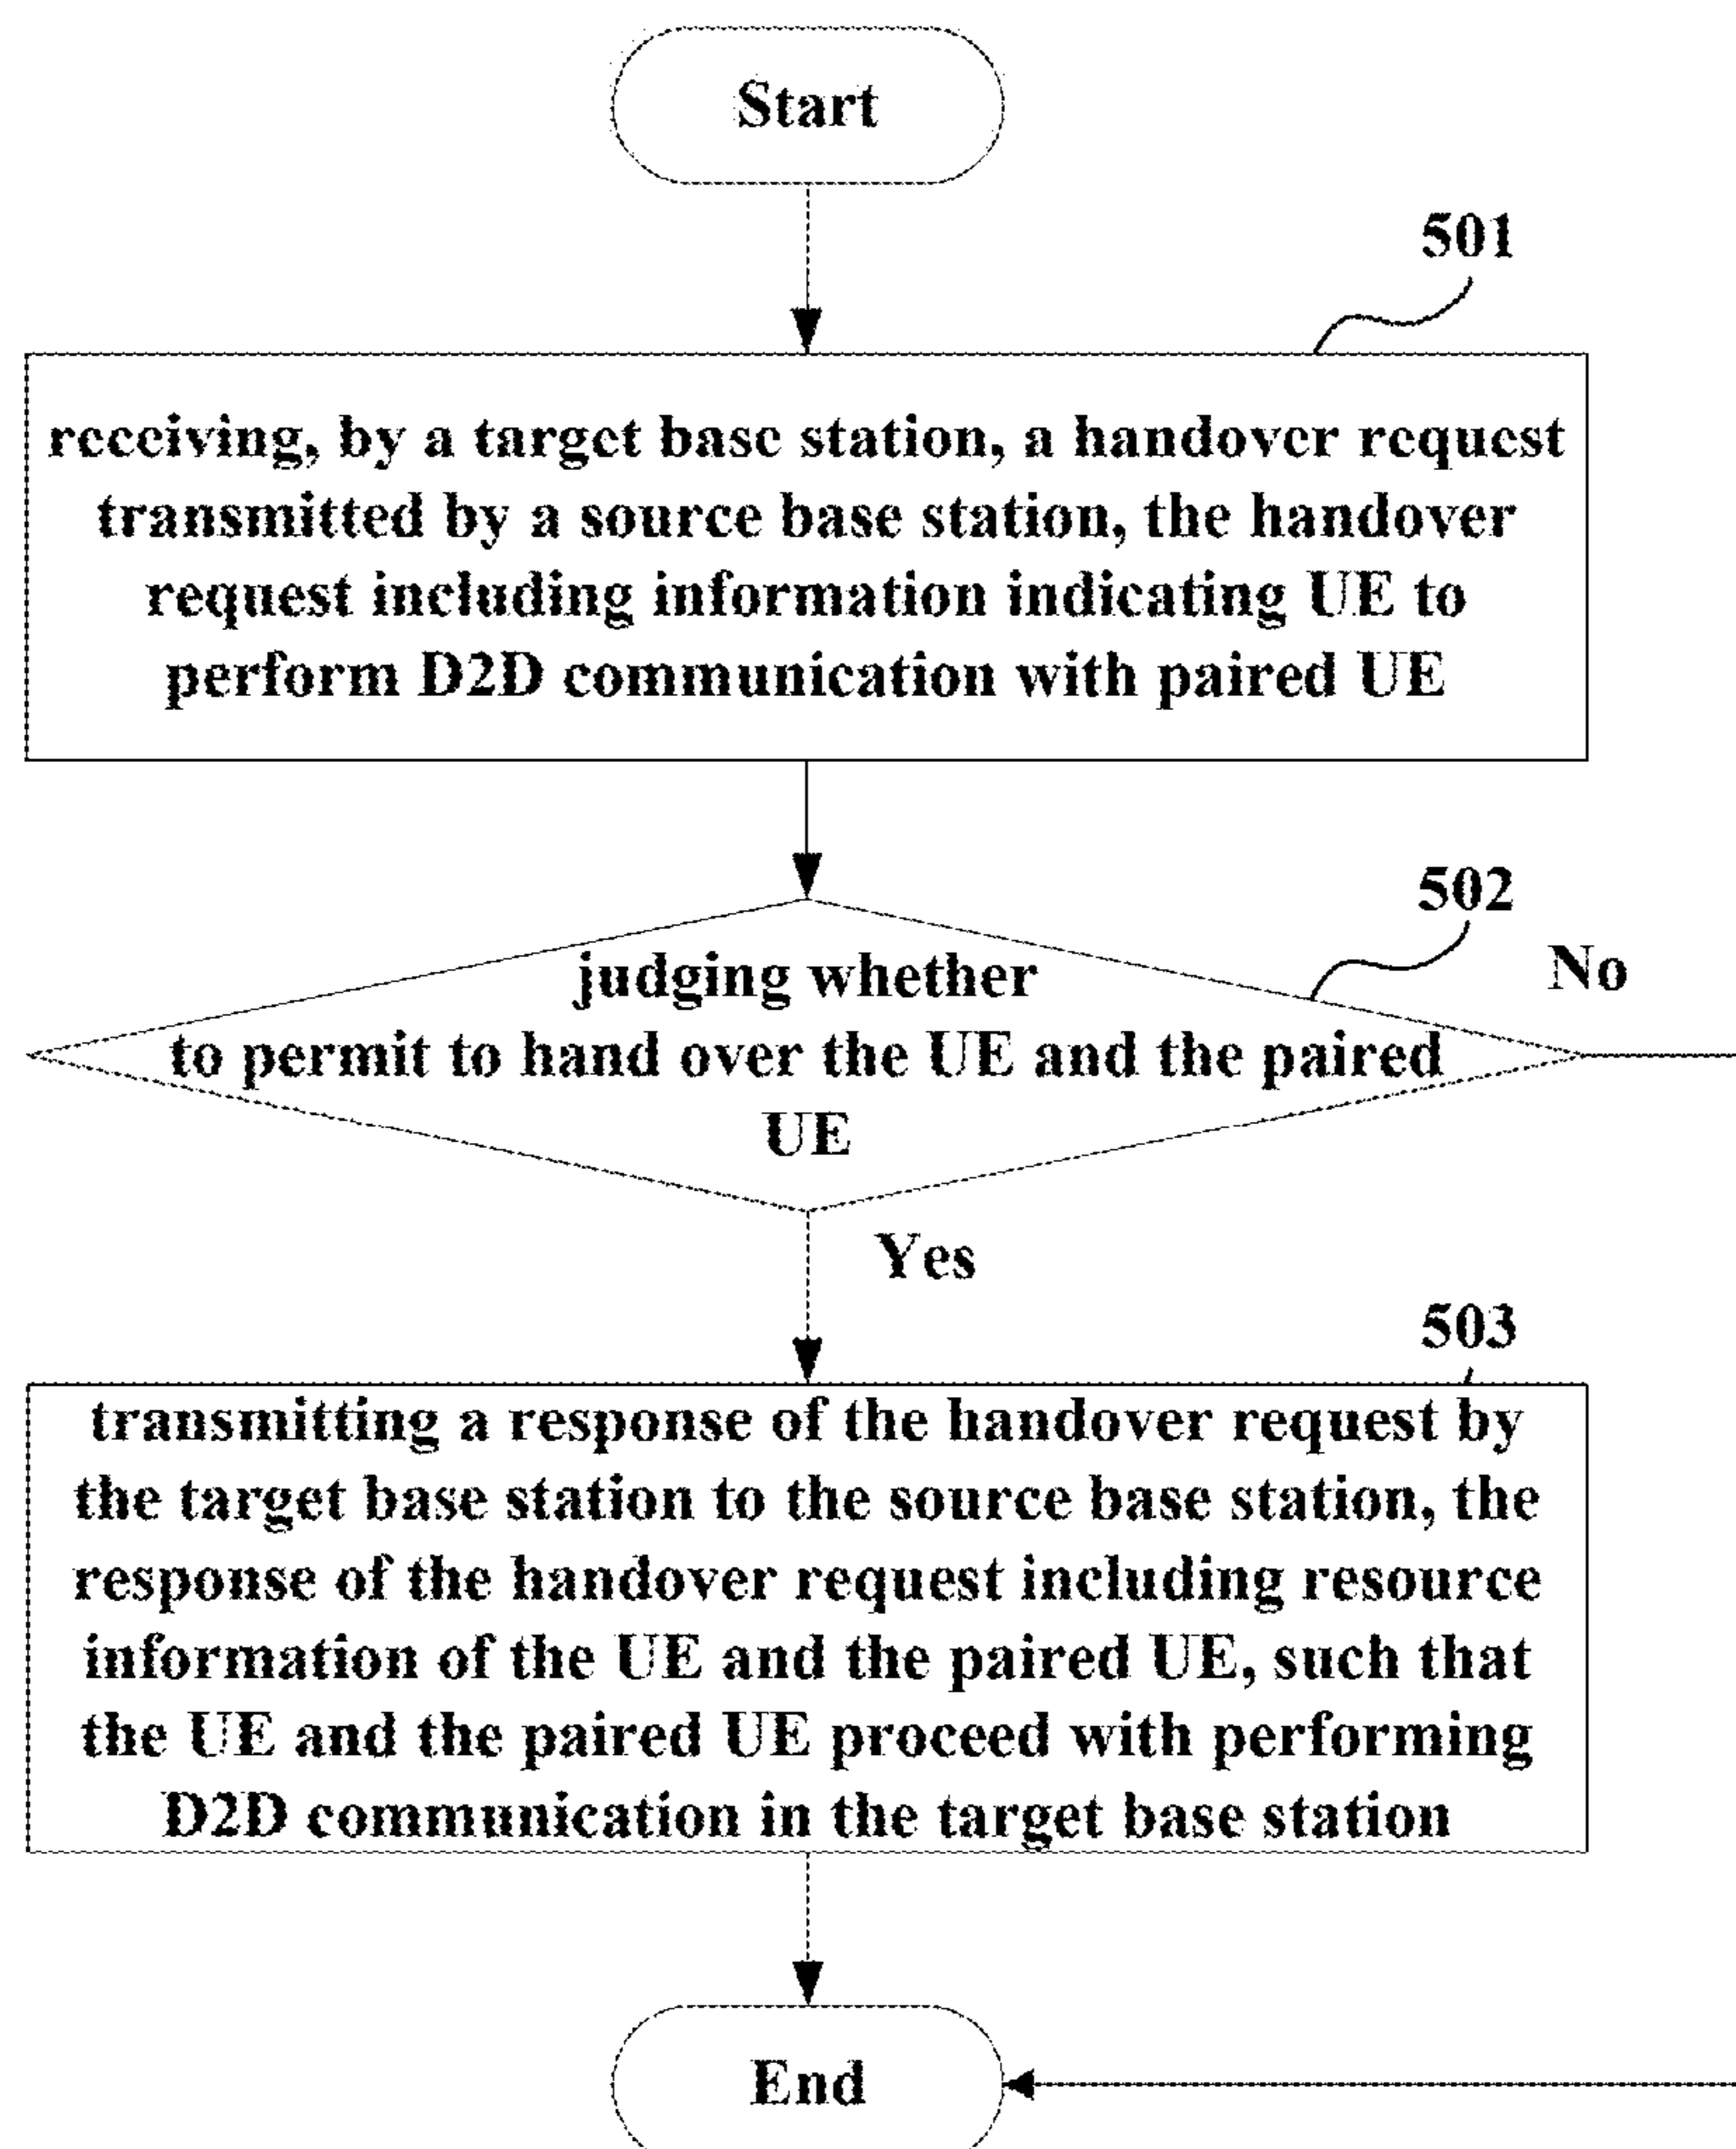 Start
501
receiving, by a target base station, a handover request
transmitted by a source base station, the handover
request including information indicating UE to
perform D2D communication with paired UE
502
No
judging whether
to permit to hand over the UE and the paired
UE
Yes
503
transmitting a response of the handover request by
the target base station to the source base station, the
response of the handover request including resource
information of the UE and the paired UE, such that
the UE and the paired UE proceed with performing
D2D communication in the target base station
End